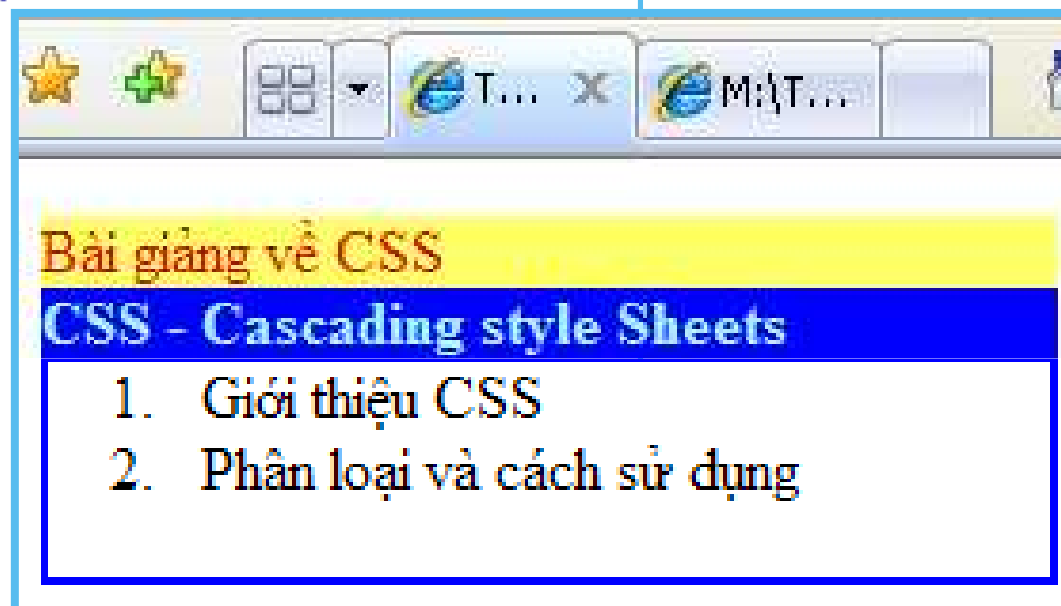 T... M:\T...
Bài giảng về CSS
CSS - Cascading style Sheets
1. Giới thiệu CSS
2. Phân loại và cách sử dụng